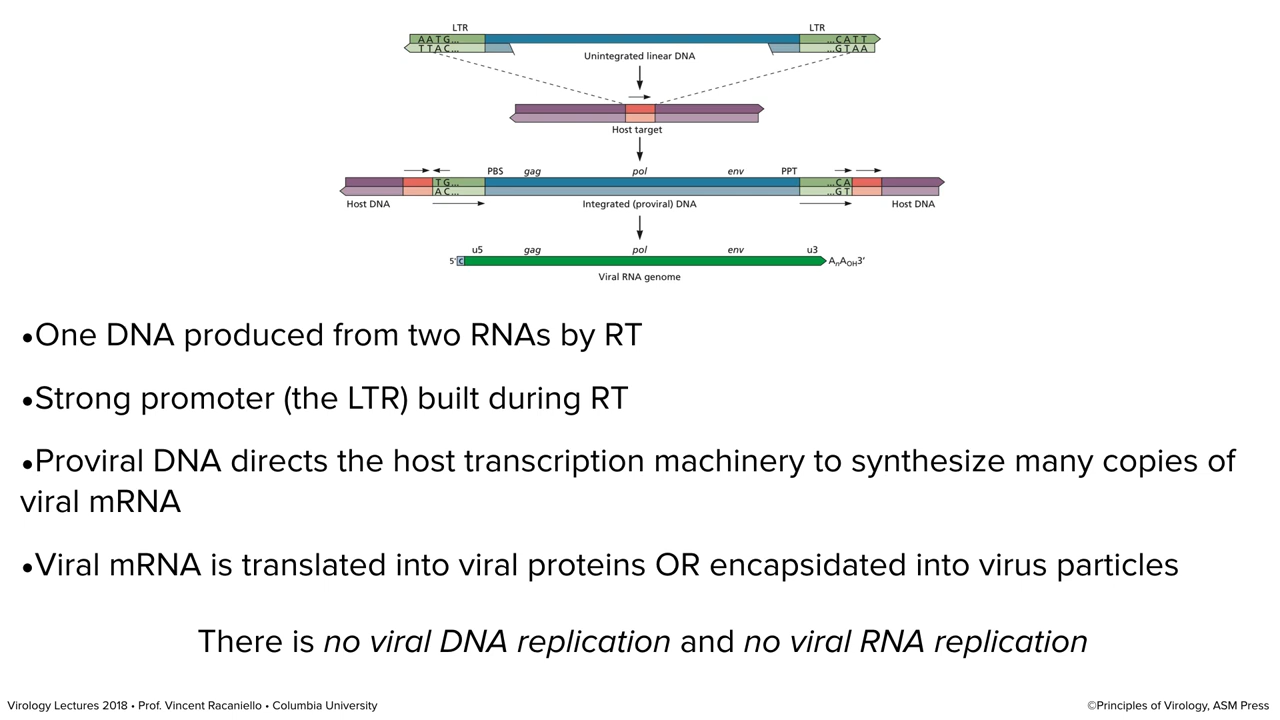 LTR LTR
AATG... ...CATT
TTAC... ...GTAA
Unintegrated linear DNA
Host target
PBS gag pol env PPT
TG... ...CA
AC... ...GT
Host DNA Integrated (proviral) DNA Host DNA
u5 gag pol env u3
5' C AnAOH3'
Viral RNA genome
•One DNA produced from two RNAs by RT
•Strong promoter (the LTR) built during RT
•Proviral DNA directs the host transcription machinery to synthesize many copies of
viral mRNA
•Viral mRNA is translated into viral proteins OR encapsidated into virus particles
There is no viral DNA replication and no viral RNA replication
Virology Lectures 2018 • Prof. Vincent Racaniello • Columbia University ©Principles of Virology, ASM Press